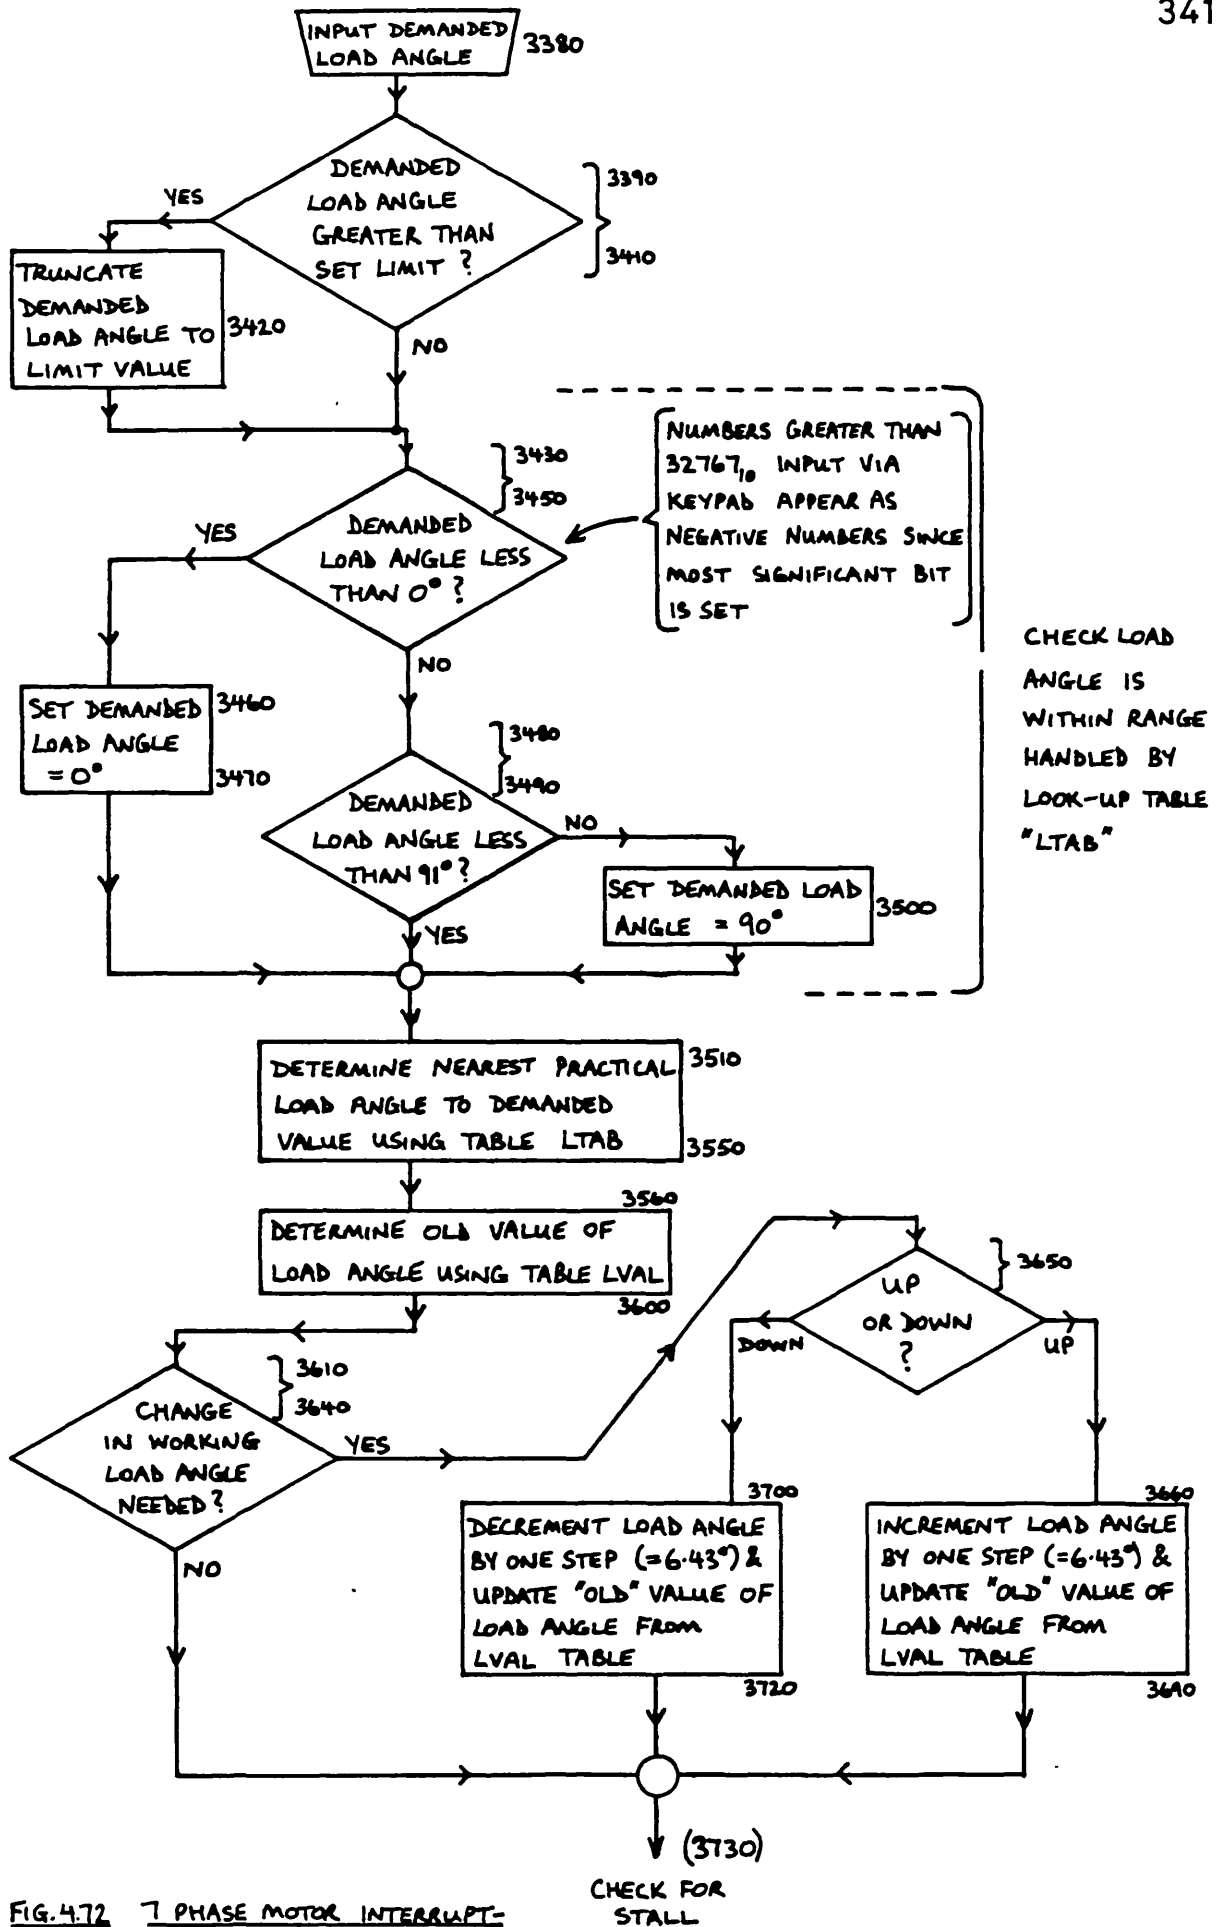 341
INPUT DEMANDED
LOAD ANGLE
3380
DEMANDED
LOAD ANGLE
GREATER THAN
SET LIMIT ?
3390
3410
YES
TRUNCATE
DEMANDED
LOAD ANGLE TO
LIMIT VALUE
3420
NO
NUMBERS GREATER THAN
32767₁₀ INPUT VIA
KEYPAD APPEAR AS
NEGATIVE NUMBERS SINCE
MOST SIGNIFICANT BIT
IS SET
3430
3450
DEMANDED
LOAD ANGLE LESS
THAN 0° ?
YES
NO
CHECK LOAD
ANGLE IS
WITHIN RANGE
HANDLED BY
LOOK-UP TABLE
"LTAB"
SET DEMANDED
LOAD ANGLE
= 0°
3460
3470
3480
3490
DEMANDED
LOAD ANGLE LESS
THAN 91° ?
NO
SET DEMANDED LOAD
ANGLE = 90°
3500
YES
DETERMINE NEAREST PRACTICAL
LOAD ANGLE TO DEMANDED
VALUE USING TABLE LTAB
3510
3550
3560
DETERMINE OLD VALUE OF
LOAD ANGLE USING TABLE LVAL
3600
3610
3640
CHANGE
IN WORKING
LOAD ANGLE
NEEDED ?
YES
NO
3650
UP
OR DOWN
?
DOWN
UP
3700
DECREMENT LOAD ANGLE
BY ONE STEP (=6.43°) &
UPDATE "OLD" VALUE OF
LOAD ANGLE FROM
LVAL TABLE
3720
3660
INCREMENT LOAD ANGLE
BY ONE STEP (=6.43°) &
UPDATE "OLD" VALUE OF
LOAD ANGLE FROM
LVAL TABLE
3690
(3730)
CHECK FOR
STALL
FIG.4.72 7 PHASE MOTOR INTERRUPT-